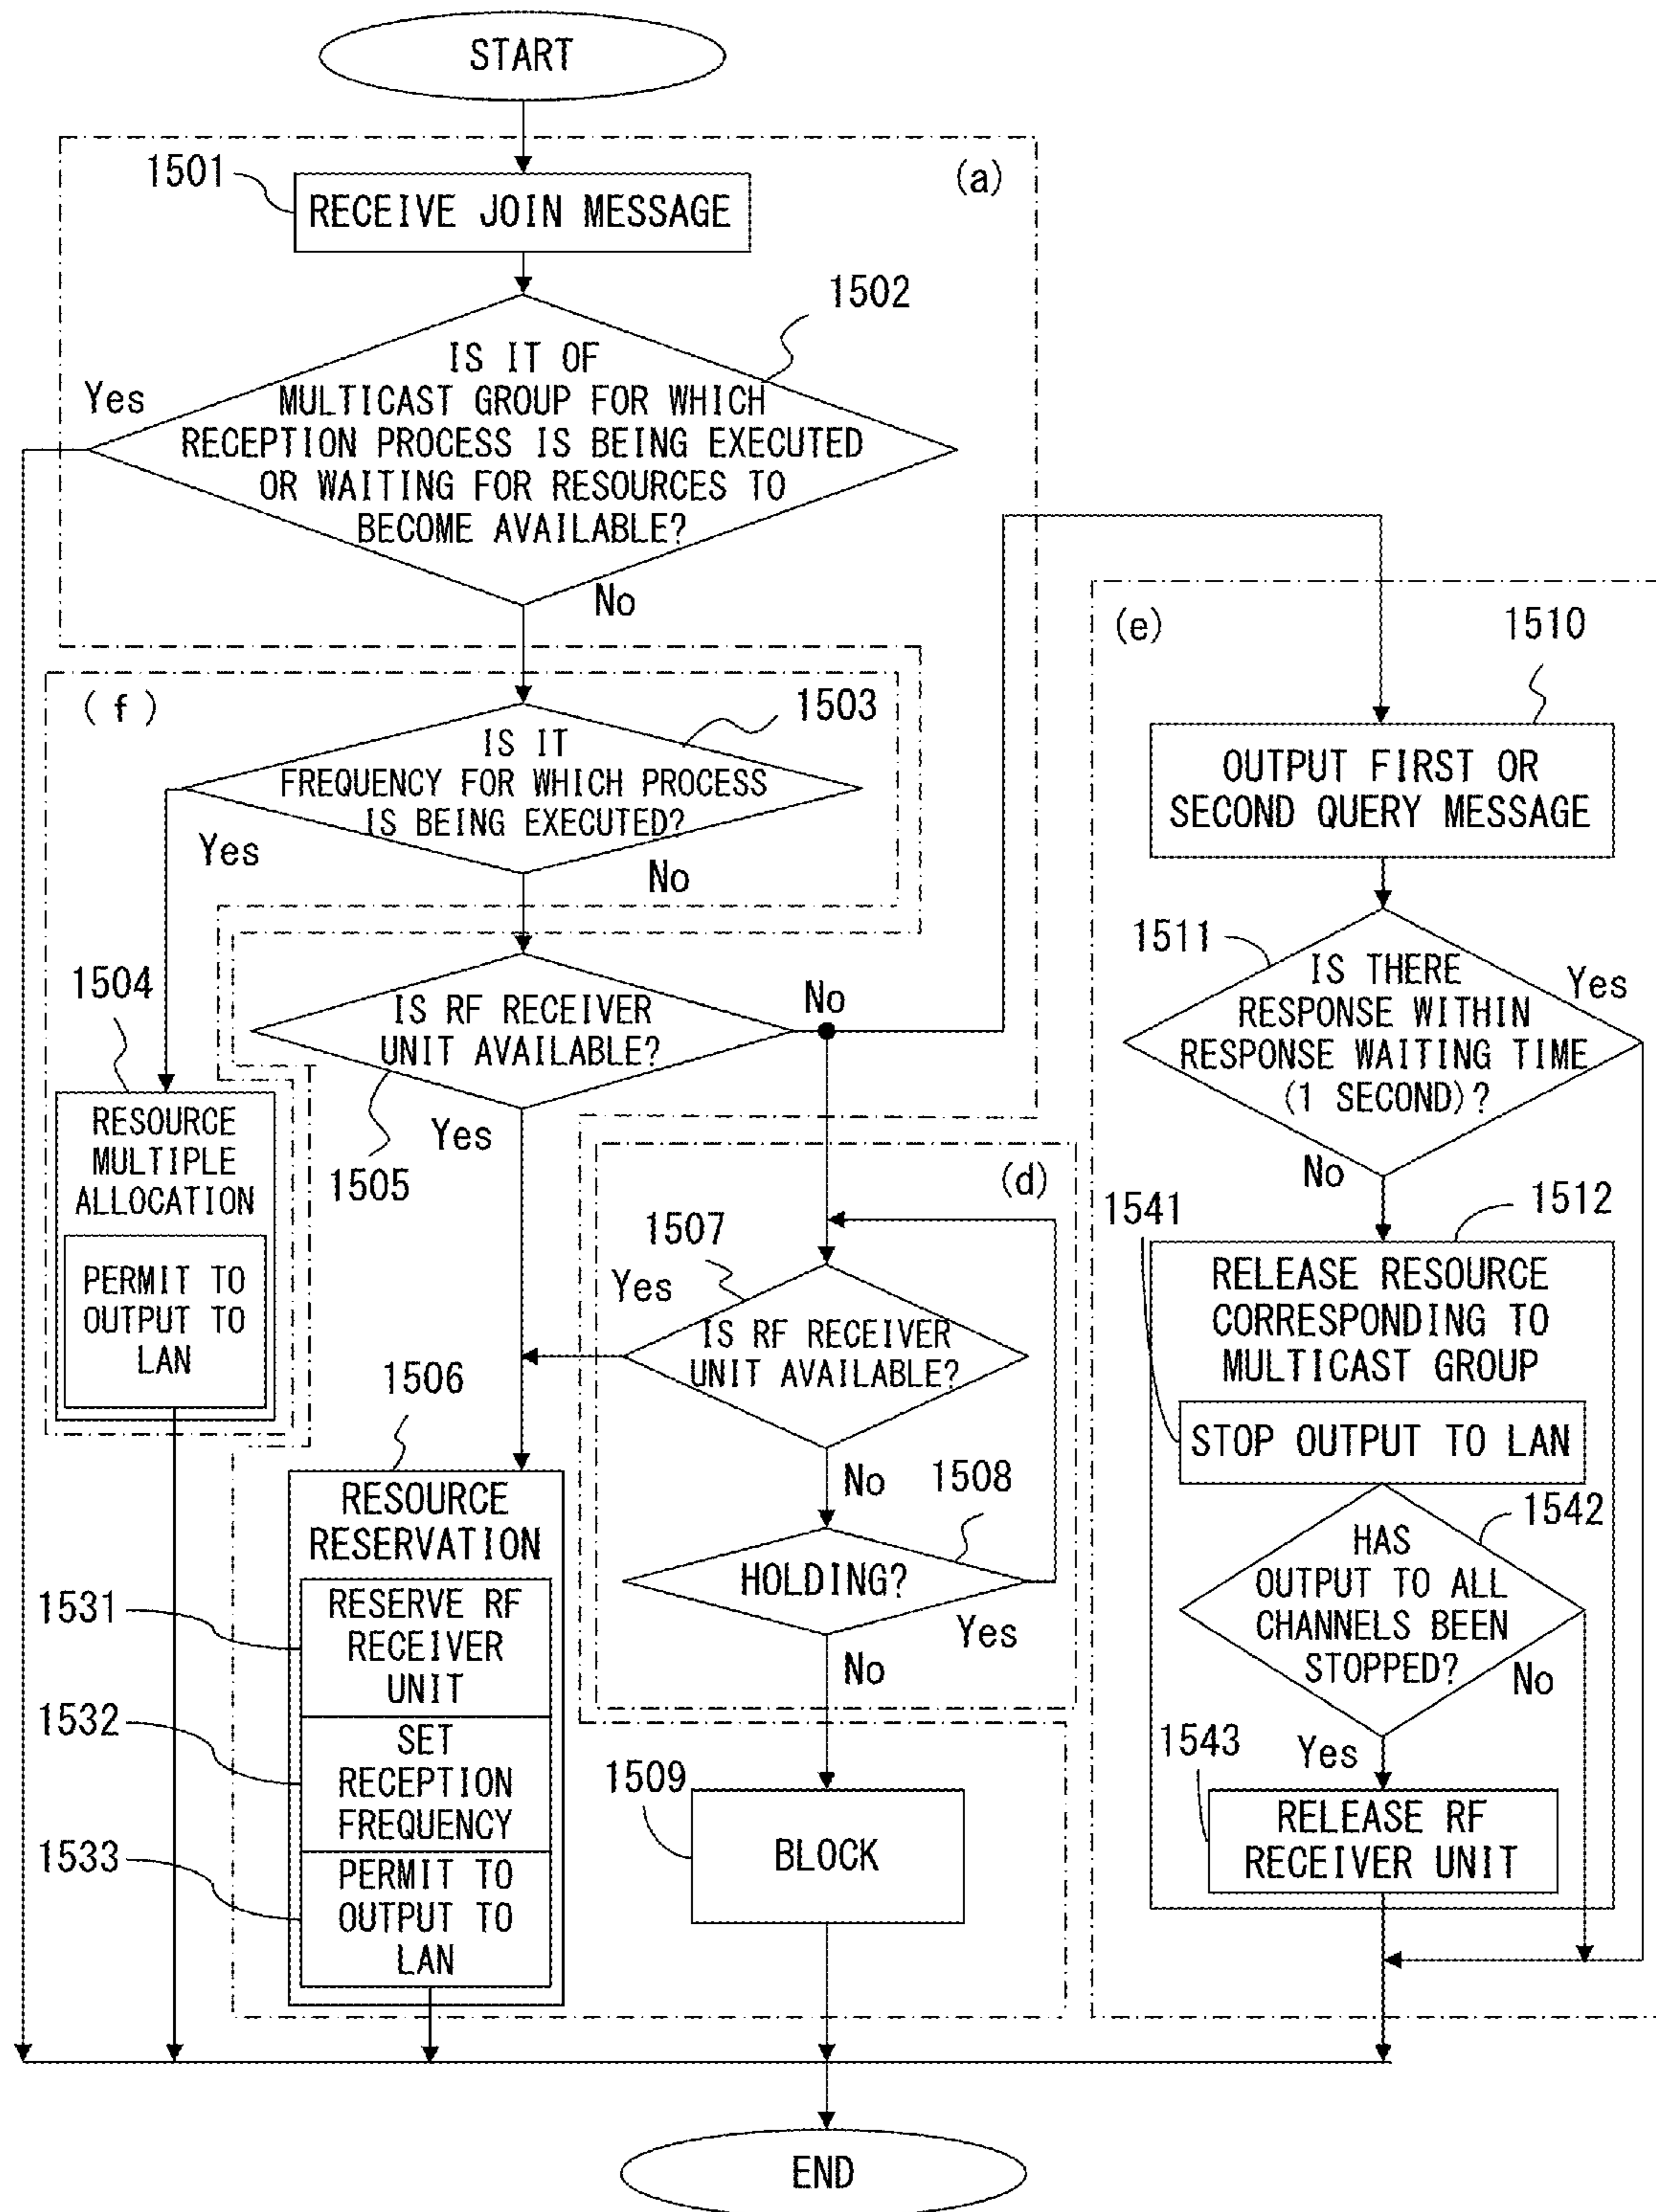 START
(a)
1501
RECEIVE JOIN MESSAGE
1502
IS IT OF
MULTICAST GROUP FOR WHICH
RECEPTION PROCESS IS BEING EXECUTED
OR WAITING FOR RESOURCES TO
BECOME AVAILABLE?
Yes
No
(f)
1503
IS IT
FREQUENCY FOR WHICH PROCESS
IS BEING EXECUTED?
Yes
No
1504
RESOURCE
MULTIPLE
ALLOCATION
PERMIT TO
OUTPUT TO
LAN
IS RF RECEIVER
UNIT AVAILABLE?
No
Yes
1505
(d)
1507
Yes
IS RF RECEIVER
UNIT AVAILABLE?
No
1508
HOLDING?
Yes
No
1506
RESOURCE
RESERVATION
1531
RESERVE RF
RECEIVER
UNIT
1532
SET
RECEPTION
FREQUENCY
1533
PERMIT TO
OUTPUT TO
LAN
1509
BLOCK
(e)
1510
OUTPUT FIRST OR
SECOND QUERY MESSAGE
1511
IS THERE
RESPONSE WITHIN
RESPONSE WAITING TIME
(1 SECOND)?
Yes
No
1541
1512
RELEASE RESOURCE
CORRESPONDING TO
MULTICAST GROUP
STOP OUTPUT TO LAN
1542
HAS
OUTPUT TO ALL
CHANNELS BEEN
STOPPED?
No
Yes
1543
RELEASE RF
RECEIVER UNIT
END